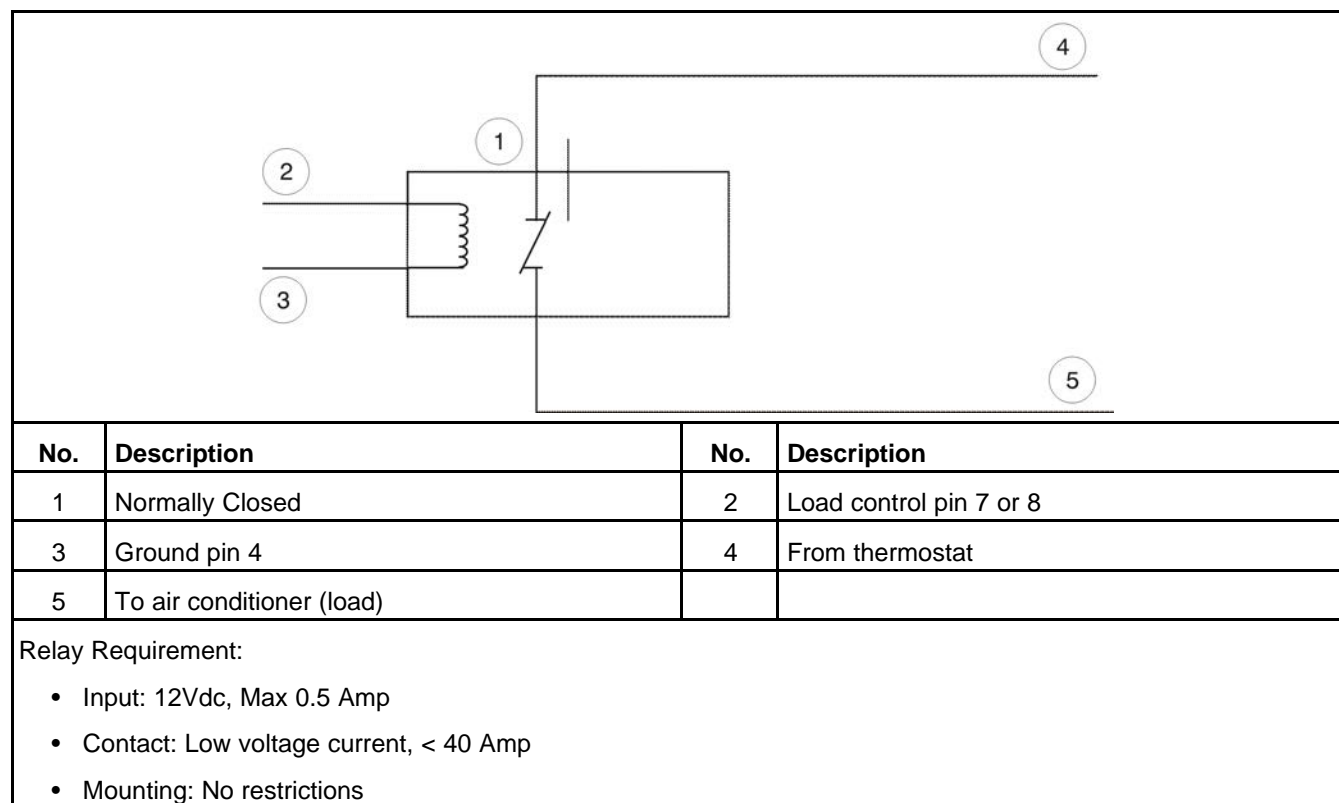 4
1
2
3
5
No. Description No. Description
1 Normally Closed 2 Load control pin 7 or 8
3 Ground pin 4 4 From thermostat
5 To air conditioner (load)
Relay Requirement:
• Input: 12Vdc, Max 0.5 Amp
• Contact: Low voltage current, < 40 Amp
• Mounting: No restrictions